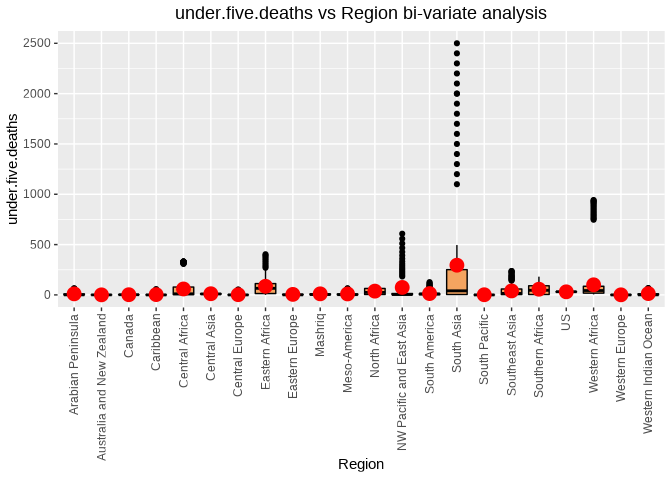 under.five.deaths vs Region bi-variate analysis
under.five.deaths
2500
2000
1500
1000
500
0
Arabian Peninsula
Australia and New Zealand
Canada
Caribbean
Central Africa
Central Asia
Central Europe
Eastern Africa
Eastern Europe
Mashriq
Meso-America
North Africa
NW Pacific and East Asia
South America
South Asia
South Pacific
Southeast Asia
Southern Africa
US
Western Africa
Western Europe
Western Indian Ocean
Region